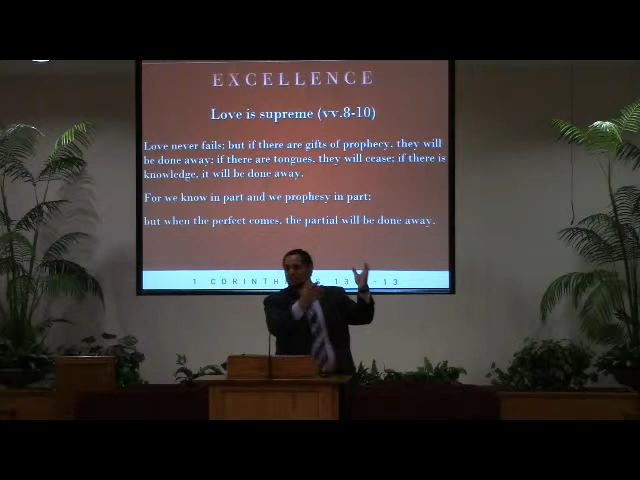 EXCELLENCE
Love is supreme (vv.8-10)
Love never fails; but if there are gifts of prophecy, they will
be done away; if there are tongues, they will cease; if there is
knowledge, it will be done away.
For we know in part and we prophesy in part;
but when the perfect comes, the partial will be done away.
1